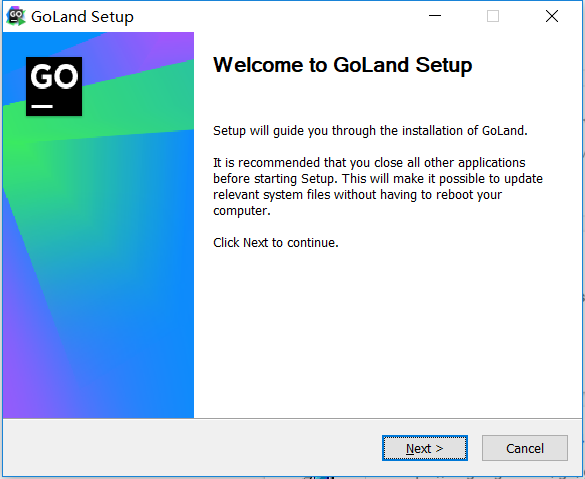 GoLand Setup
GO
Welcome to GoLand Setup
Setup will guide you through the installation of GoLand.
It is recommended that you close all other applications
before starting Setup. This will make it possible to update
relevant system files without having to reboot your
computer.
Click Next to continue.
Next >
Cancel